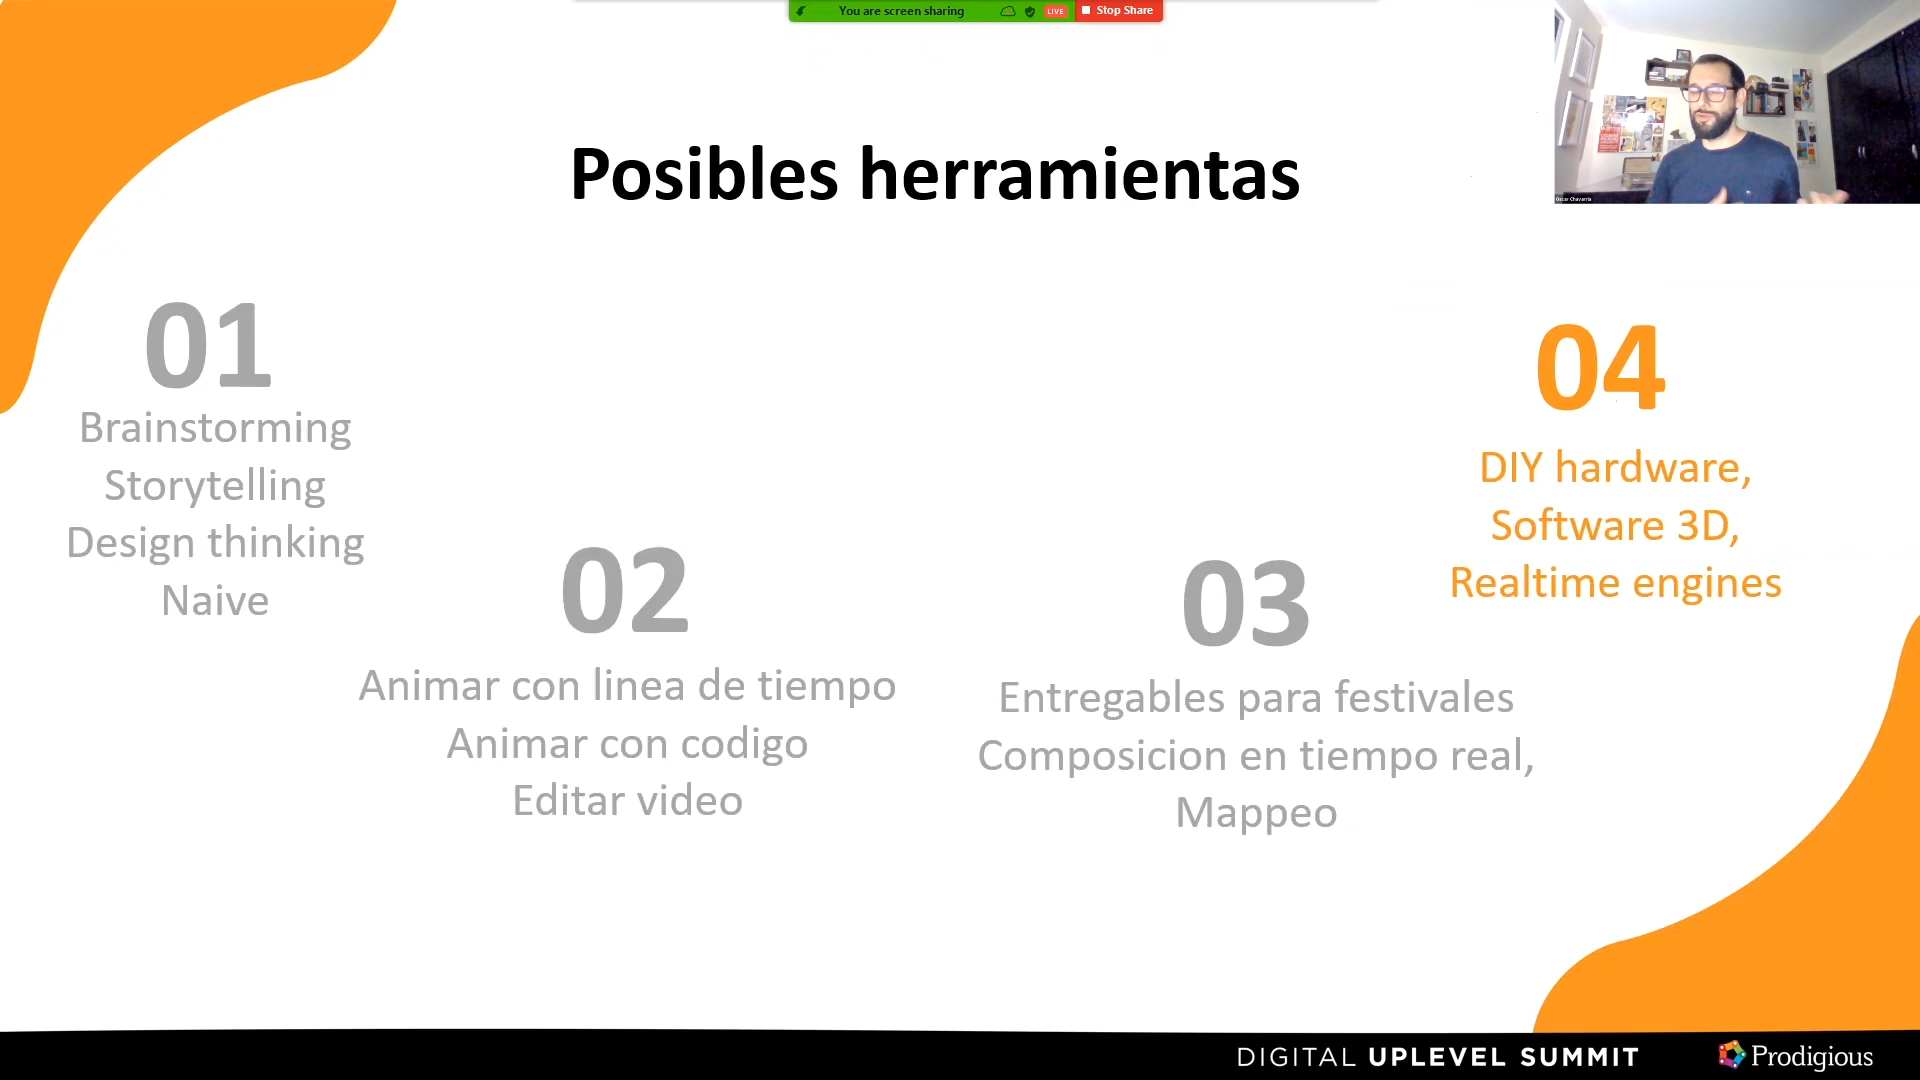 You are screen sharing
LIVE
Stop Share
Oscar Chavarria
Posibles herramientas
01
Brainstorming
Storytelling
Design thinking
Naive
02
Animar con linea de tiempo
Animar con codigo
Editar video
03
Entregables para festivales
Composicion en tiempo real,
Mappeo
04
DIY hardware,
Software 3D,
Realtime engines
DIGITAL UPLEVEL SUMMIT
Prodigious